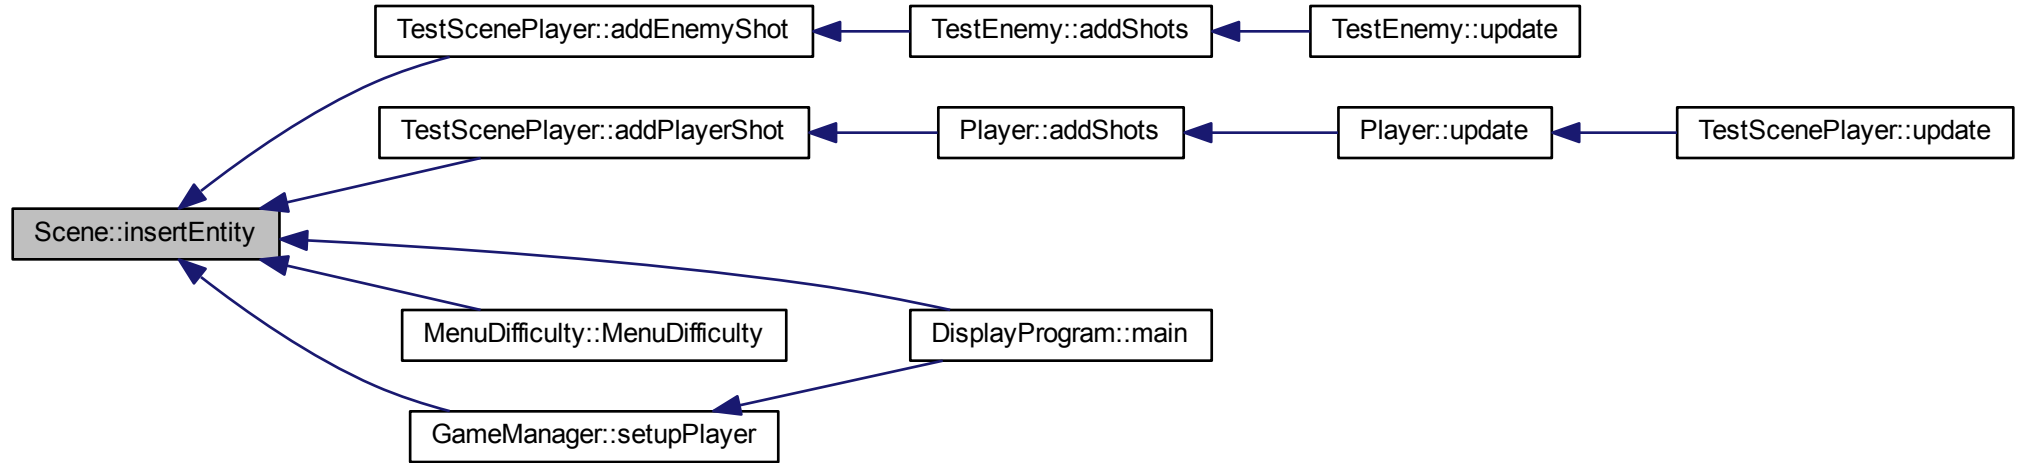 TestScenePlayer::addEnemyShot
TestEnemy::addShots
TestEnemy::update
TestScenePlayer::addPlayerShot
Player::addShots
Player::update
TestScenePlayer::update
Scene::insertEntity
MenuDifficulty::MenuDifficulty
DisplayProgram::main
GameManager::setupPlayer